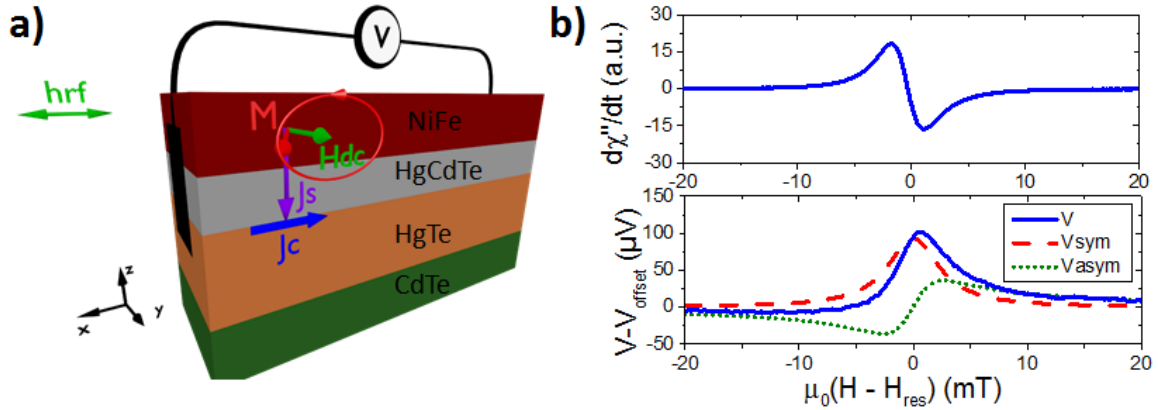 a)
V
hrf
M
NiFe
Hdc
HgCdTe
Js
Jc
HgTe
CdTe
z
x
y
b)
dχ"/dt (a.u.)
30
15
0
-15
-30
-20
-10
0
10
20
V-Voffset (µV)
150
100
50
0
-50
V
Vsym
Vasym
-20
-10
0
10
20
μ0(H - Hres) (mT)